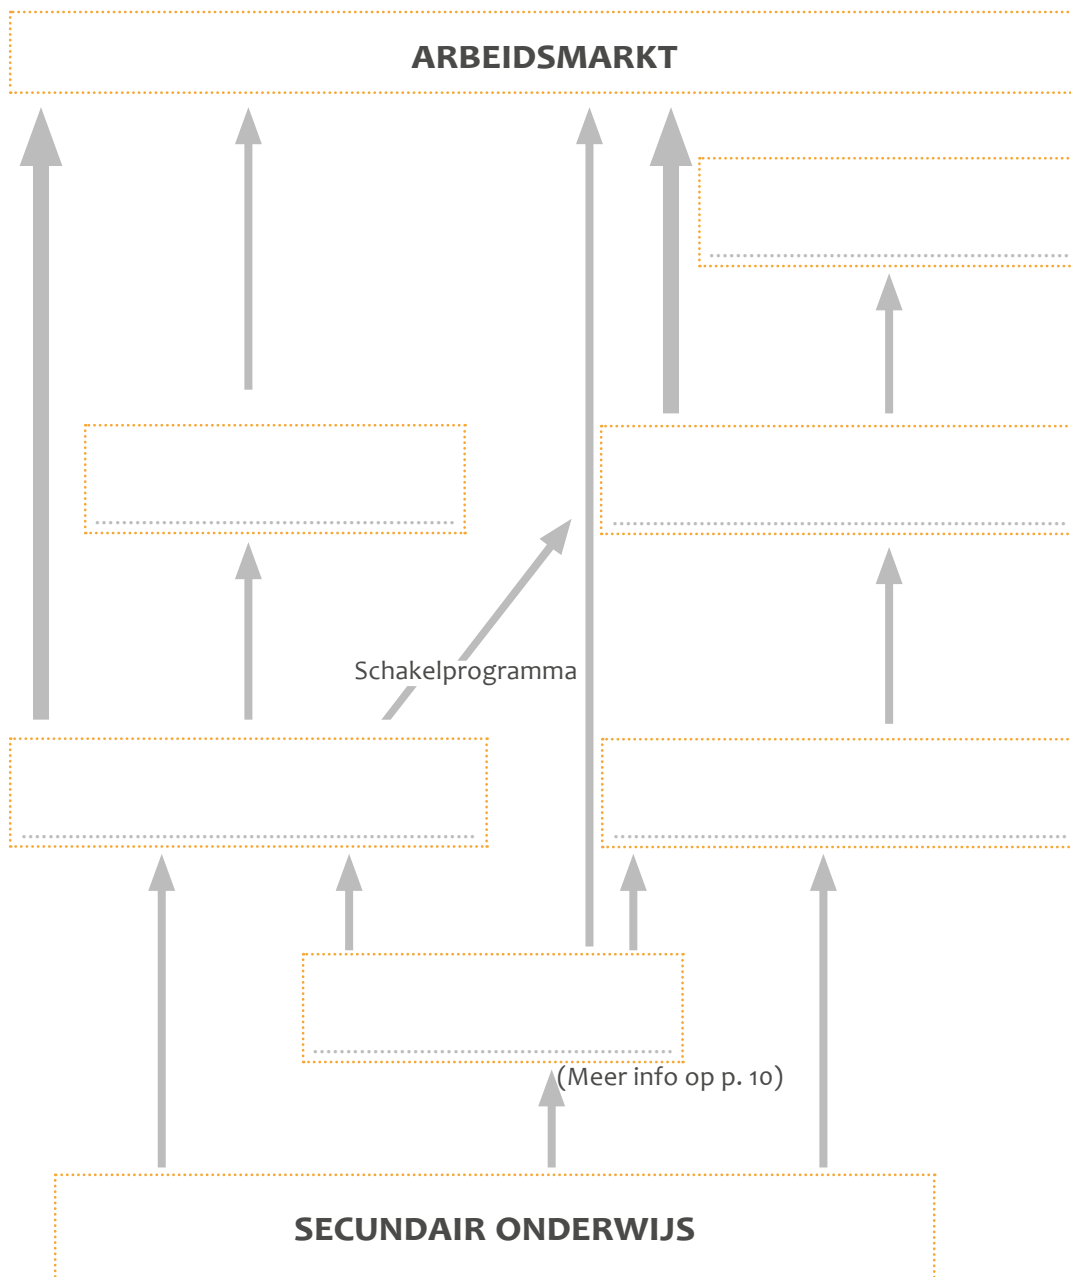 ARBEIDSMARKT
Schakelprogramma
(Meer info op p. 10)
SECUNDAIR ONDERWIJS